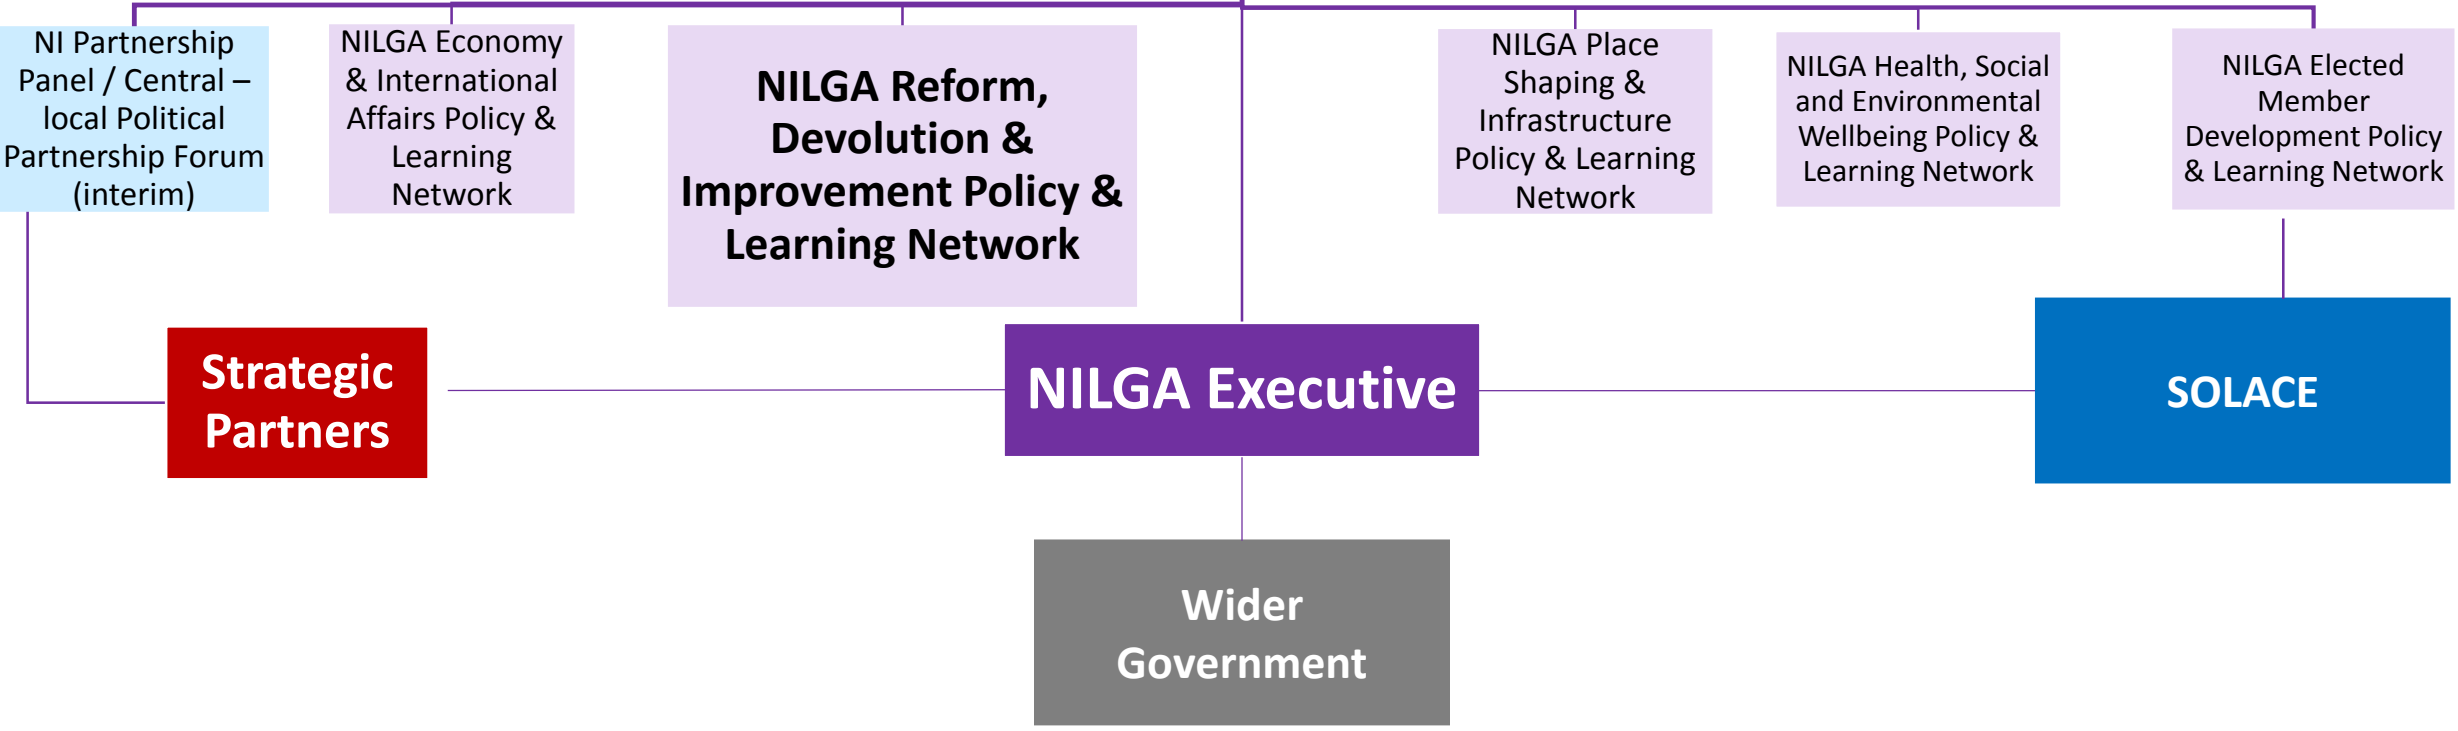 NI Partnership
Panel / Central –
local Political
Partnership Forum
(interim)
NILGA Economy
& International
Affairs Policy &
Learning
Network
NILGA Reform,
Devolution &
Improvement Policy &
Learning Network
NILGA Place
Shaping &
Infrastructure
Policy & Learning
Network
NILGA Health, Social
and Environmental
Wellbeing Policy &
Learning Network
NILGA Elected
Member
Development Policy
& Learning Network
Strategic
Partners
NILGA Executive
SOLACE
Wider
Government